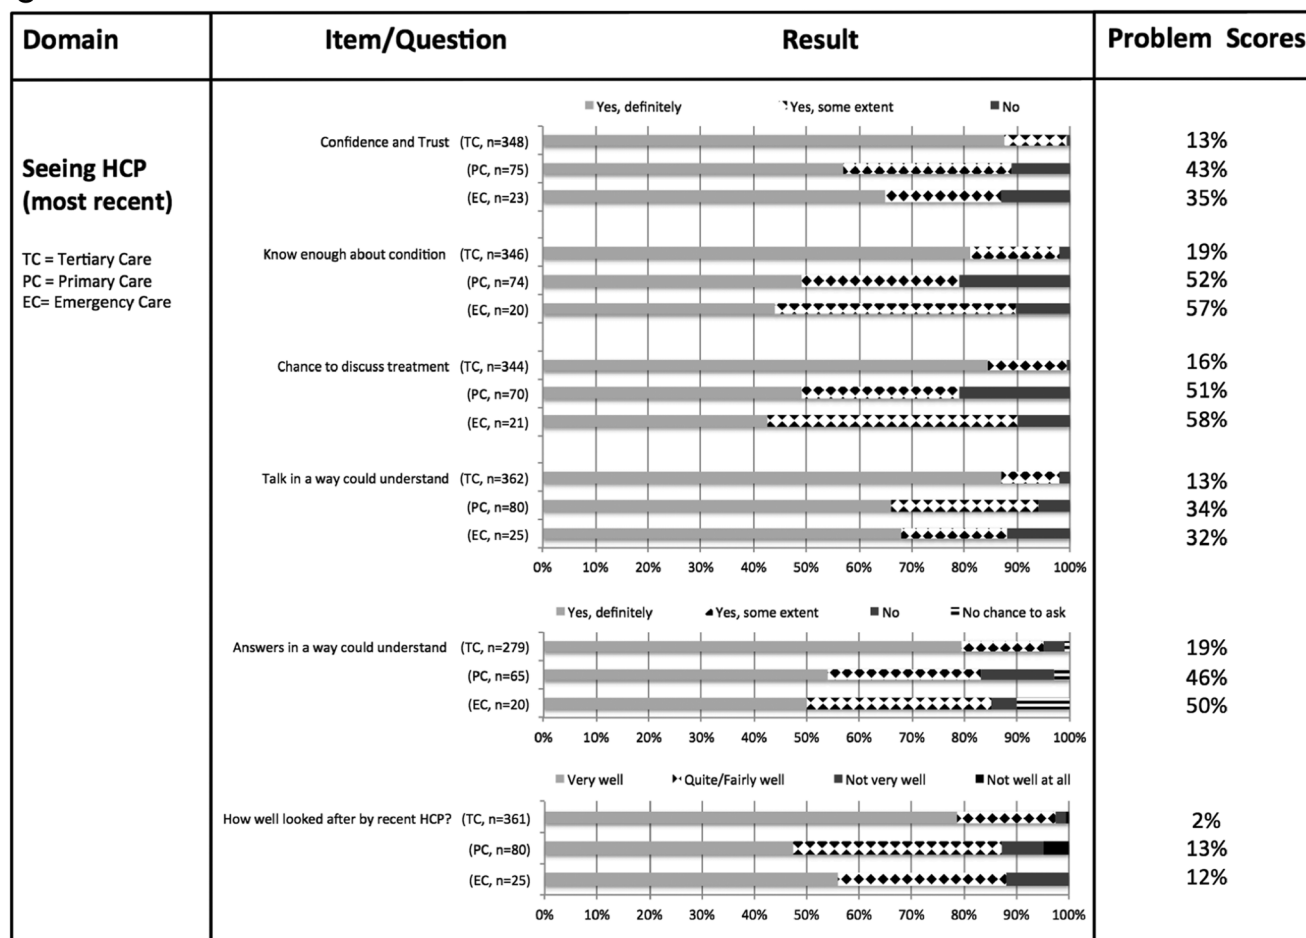 Domain
Item/Question
Result
Problem Scores
Seeing HCP
(most recent)
TC = Tertiary Care
PC = Primary Care
EC= Emergency Care
Yes, definitely Yes, some extent No
Confidence and Trust (TC, n=348) 13%
(PC, n=75) 43%
(EC, n=23) 35%
Know enough about condition (TC, n=346) 19%
(PC, n=74) 52%
(EC, n=20) 57%
Chance to discuss treatment (TC, n=344) 16%
(PC, n=70) 51%
(EC, n=21) 58%
Talk in a way could understand (TC, n=362) 13%
(PC, n=80) 34%
(EC, n=25) 32%
0% 10% 20% 30% 40% 50% 60% 70% 80% 90% 100%
Yes, definitely Yes, some extent No No chance to ask
Answers in a way could understand (TC, n=279) 19%
(PC, n=65) 46%
(EC, n=20) 50%
0% 10% 20% 30% 40% 50% 60% 70% 80% 90% 100%
Very well Quite/Fairly well Not very well Not well at all
How well looked after by recent HCP? (TC, n=361) 2%
(PC, n=80) 13%
(EC, n=25) 12%
0% 10% 20% 30% 40% 50% 60% 70% 80% 90% 100%